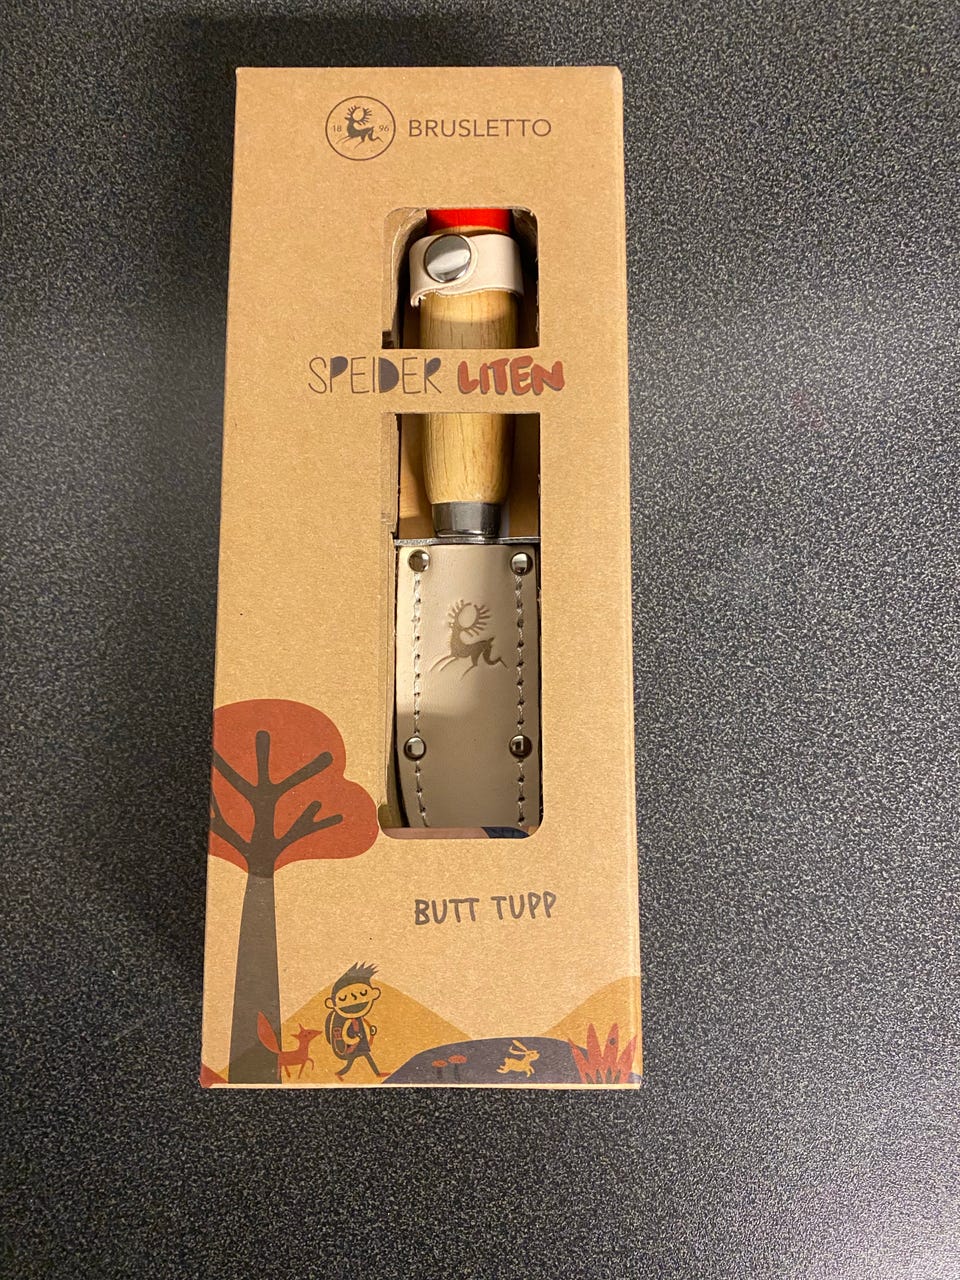 18 96 BRUSLETTO
SPEIDER LITEN
BUTT TUPP